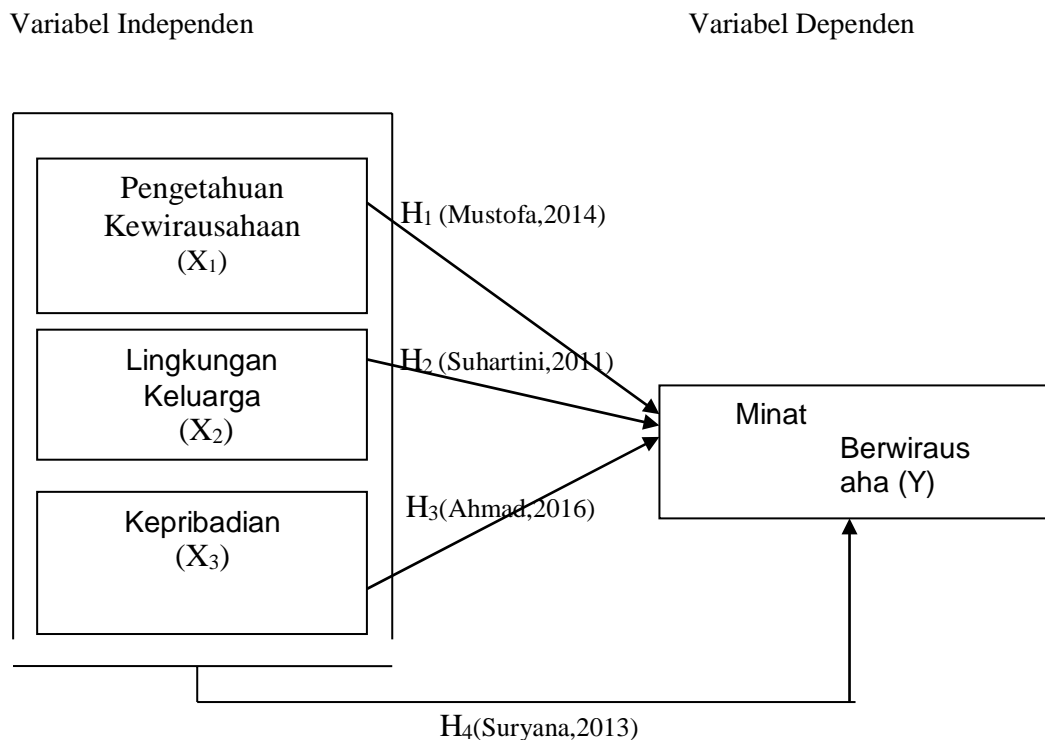 Variabel Independen
Variabel Dependen
Pengetahuan
Kewirausahaan
(X₁)
H₁ (Mustofa,2014)
Lingkungan
Keluarga
(X₂)
H₂ (Suhartini,2011)
Minat
Berwiraus
aha (Y)
Kepribadian
(X₃)
H₃(Ahmad,2016)
H₄(Suryana,2013)